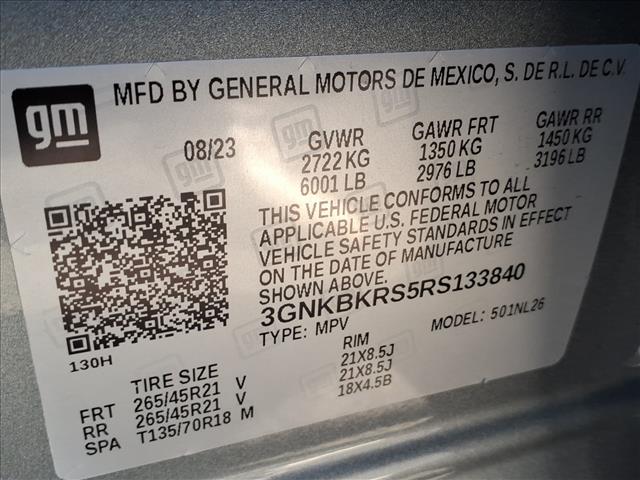 gm
MFD BY GENERAL MOTORS DE MEXICO, S. DE R.L. DE C.V.
08/23
GVWR GAWR FRT GAWR RR
2722 KG 1350 KG 1450 KG
6001 LB 2976 LB 3196 LB
THIS VEHICLE CONFORMS TO ALL
APPLICABLE U.S. FEDERAL MOTOR
VEHICLE SAFETY STANDARDS IN EFFECT
ON THE DATE OF MANUFACTURE
SHOWN ABOVE.
3GNKBKRS5RS133840
TYPE: MPV MODEL: 501NL26
130H
TIRE SIZE RIM
FRT 265/45R21 V 21X8.5J
RR 265/45R21 V 21X8.5J
SPA T135/70R18 M 18X4.5B